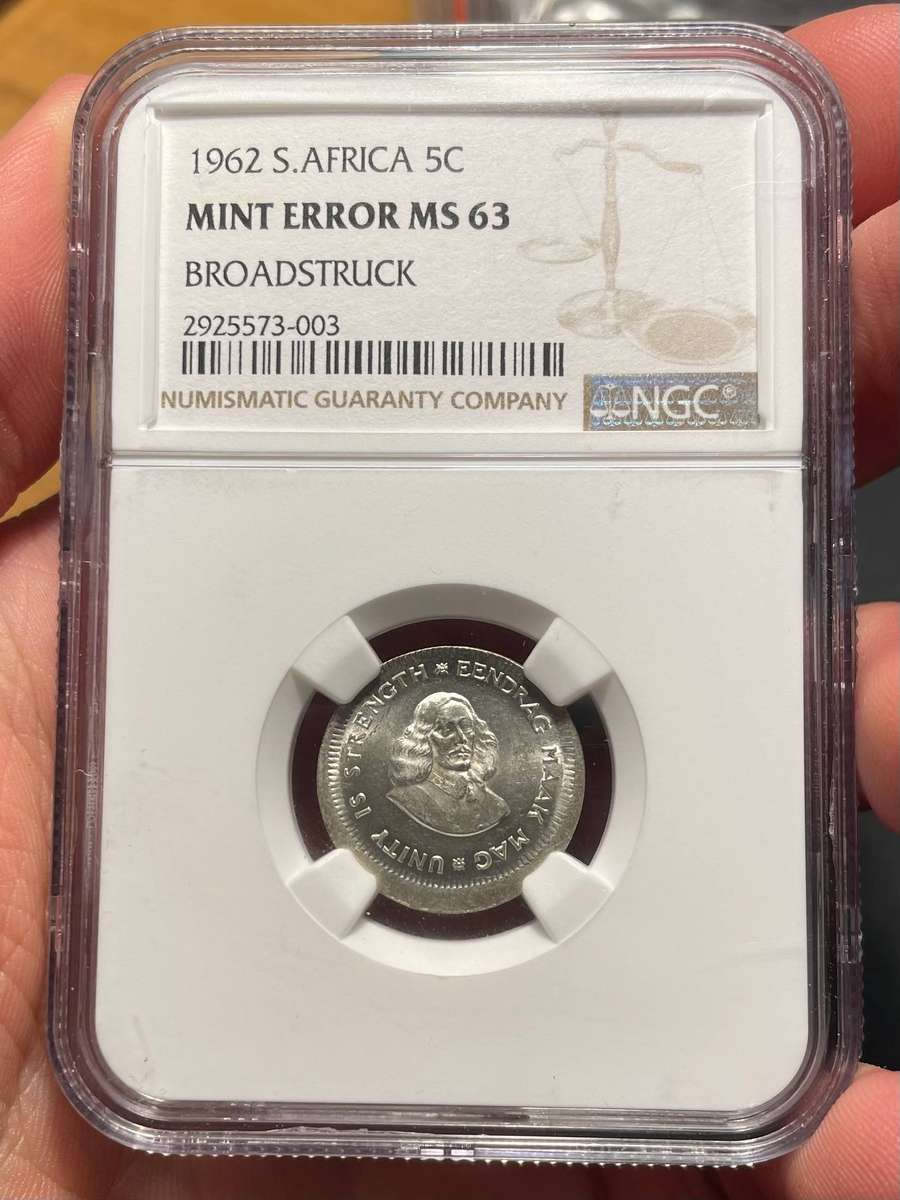 1962 S.AFRICA 5C
MINT ERROR MS 63
BROADSTRUCK
2925573-003
NUMISMATIC GUARANTY COMPANY
NGC®
UNITY IS STRENGTH * EENDRAG MAAK MAG *